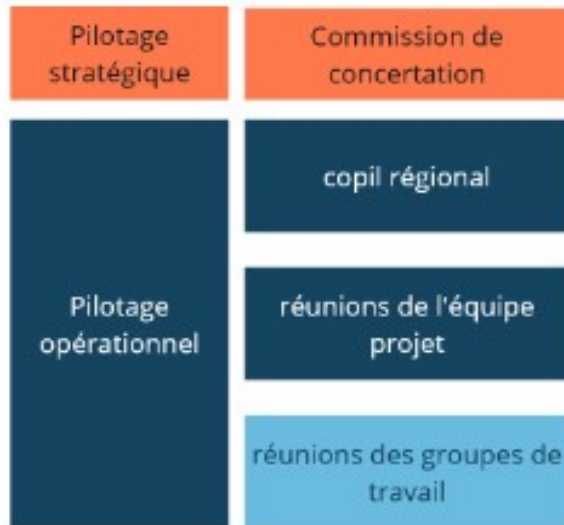 Pilotage
stratégique
Commission de
concertation
Pilotage
opérationnel
copil régional
réunions de l'équipe
projet
réunions des groupes de
travail